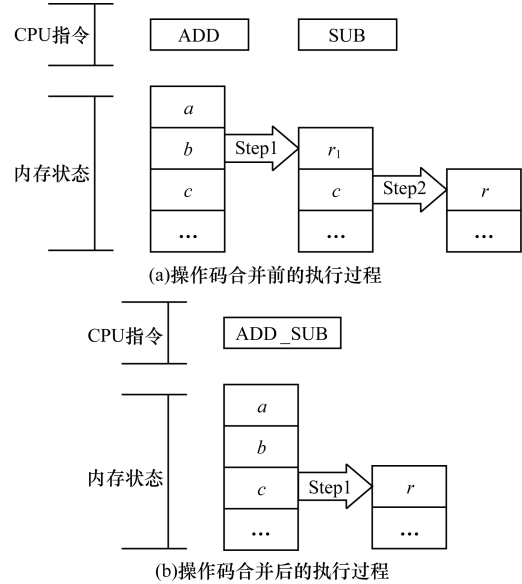 CPU指令 ADD SUB
a
内存状态 b Step1 r₁
c c Step2 r
... ... ...
(a)操作码合并前的执行过程
CPU指令 ADD_SUB
a
b
内存状态 c Step1 r
... ...
(b)操作码合并后的执行过程